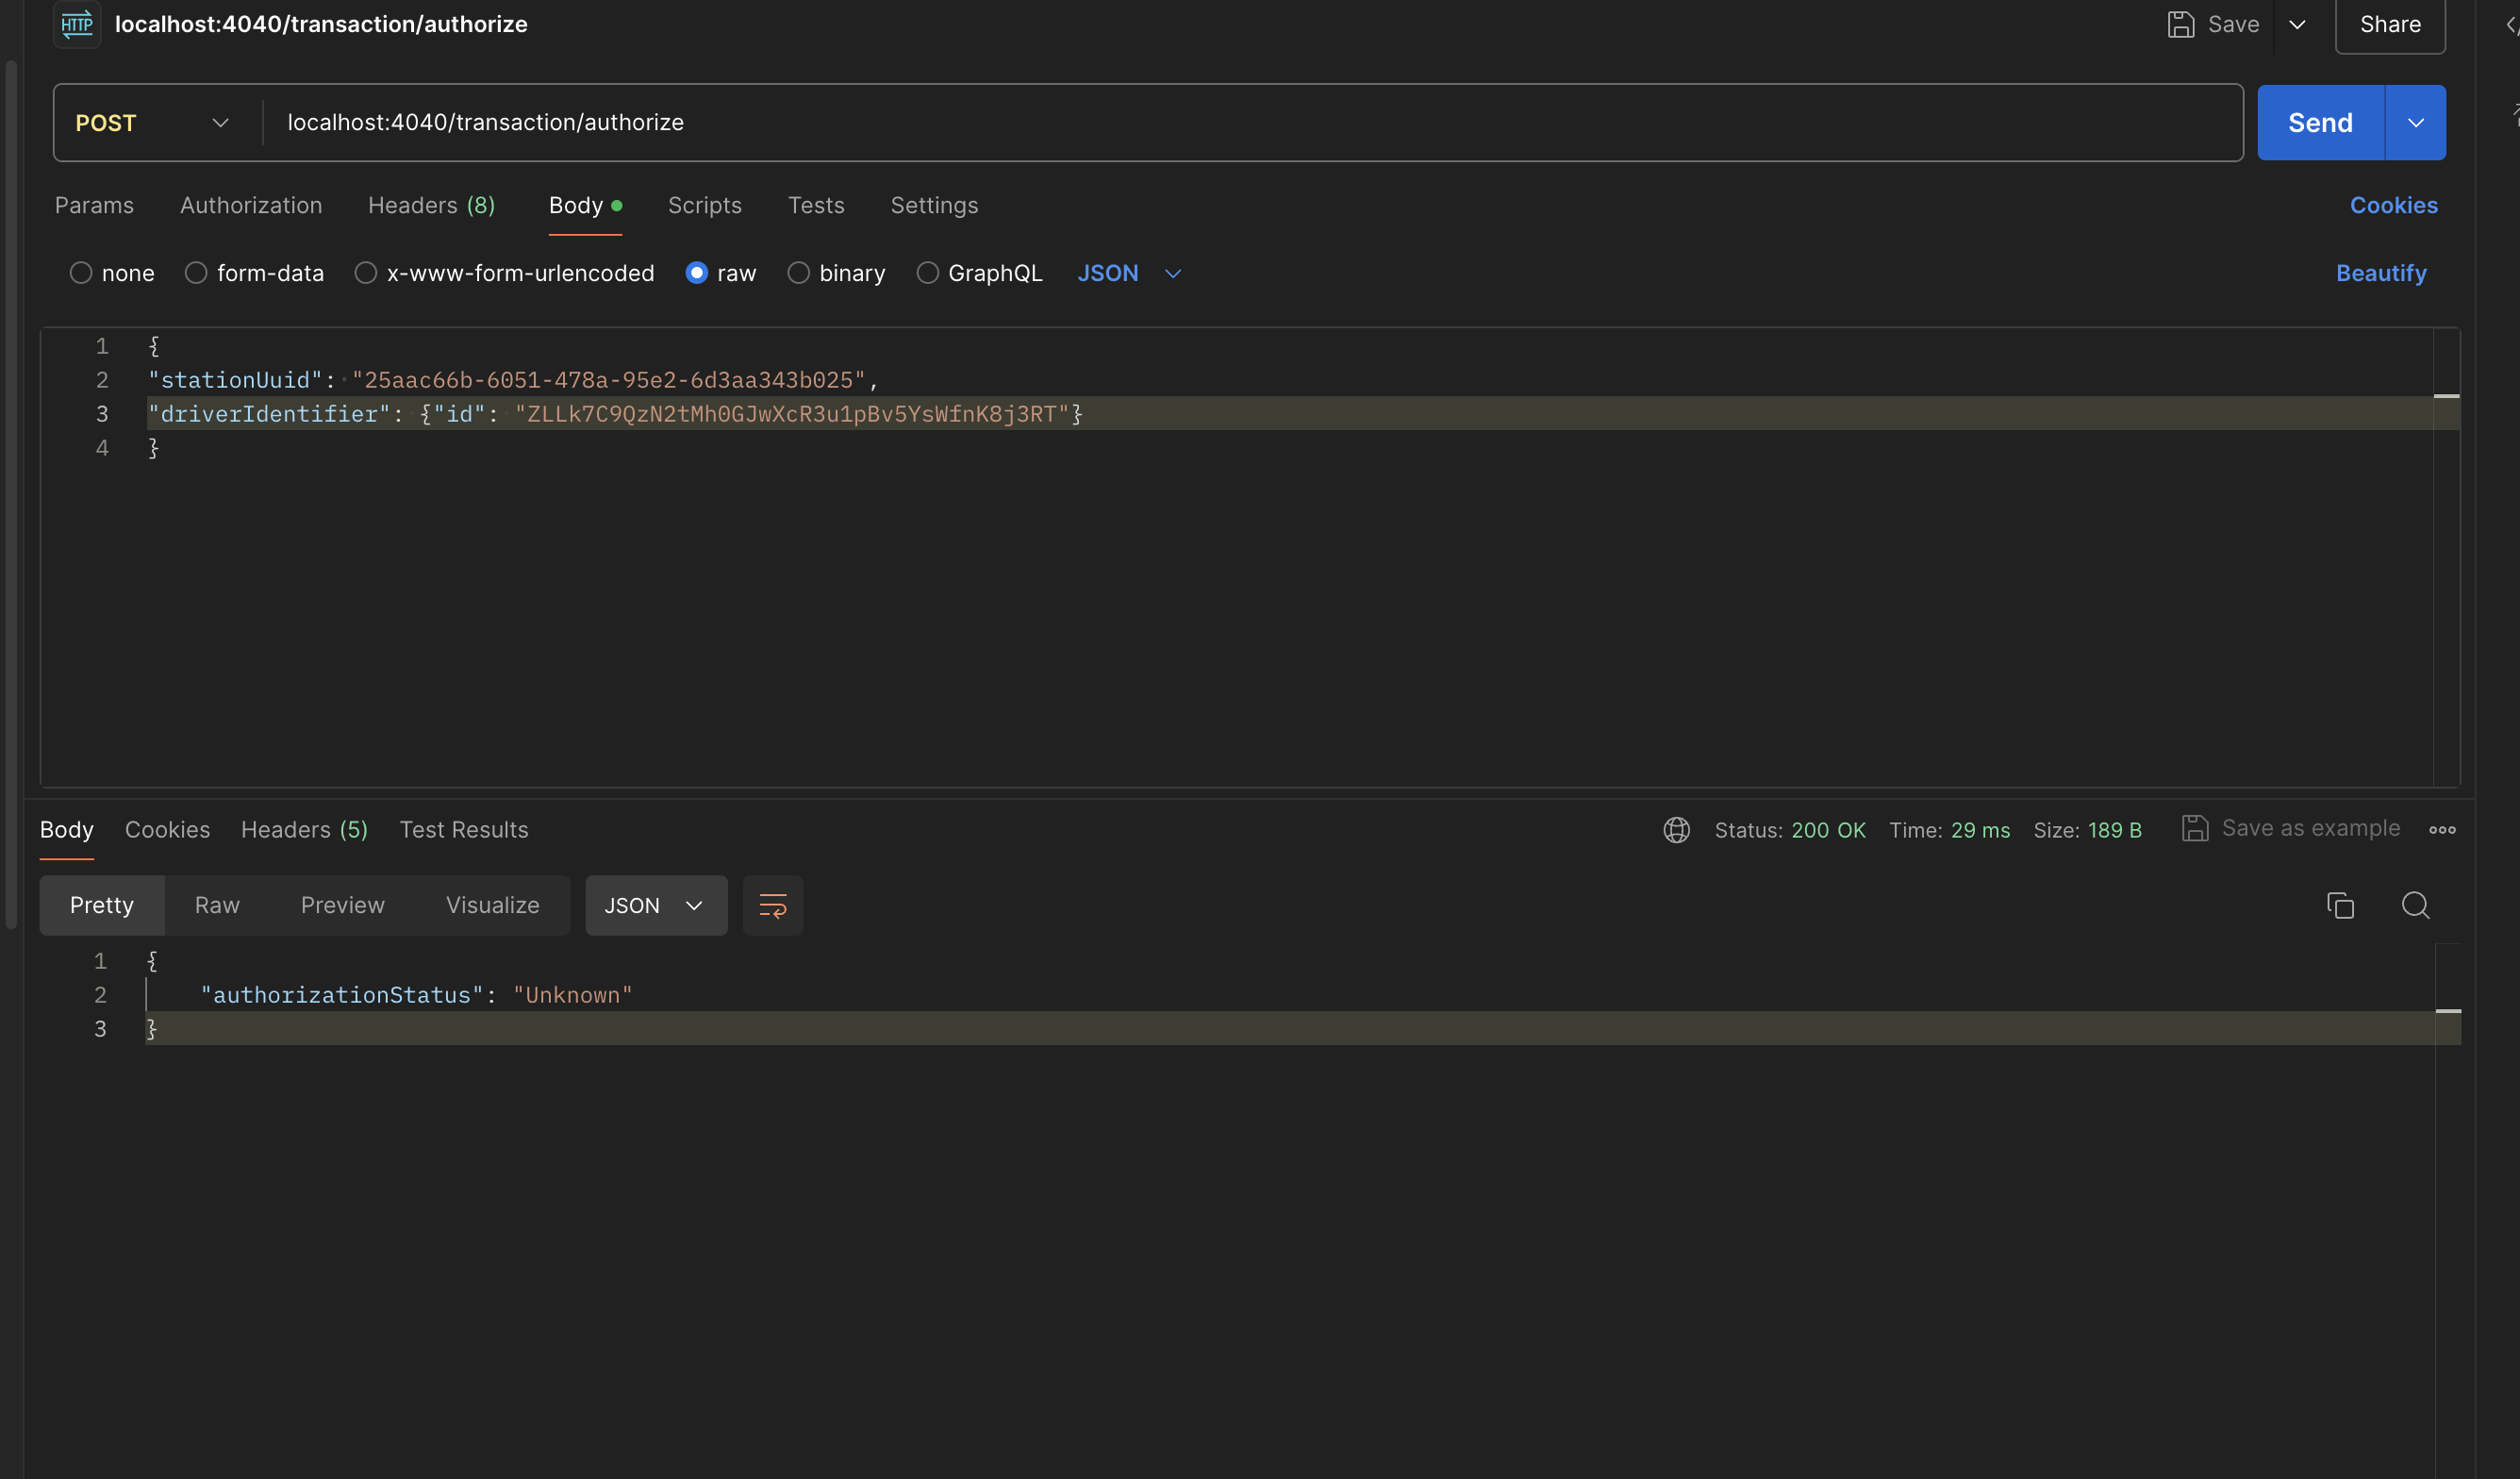 HTTP localhost:4040/transaction/authorize Save Share
POST localhost:4040/transaction/authorize Send
Params Authorization Headers (8) Body Scripts Tests Settings Cookies
none form-data x-www-form-urlencoded raw binary GraphQL JSON Beautify
1 {
2 "stationUuid": "25aac66b-6051-478a-95e2-6d3aa343b025",
3 "driverIdentifier": {"id": "ZLLk7C9QzN2tMh0GJwXcR3u1pBv5YsWfnK8j3RT"}
4 }
Body Cookies Headers (5) Test Results Status: 200 OK Time: 29 ms Size: 189 B Save as example
Pretty Raw Preview Visualize JSON
1 {
2 "authorizationStatus": "Unknown"
3 }